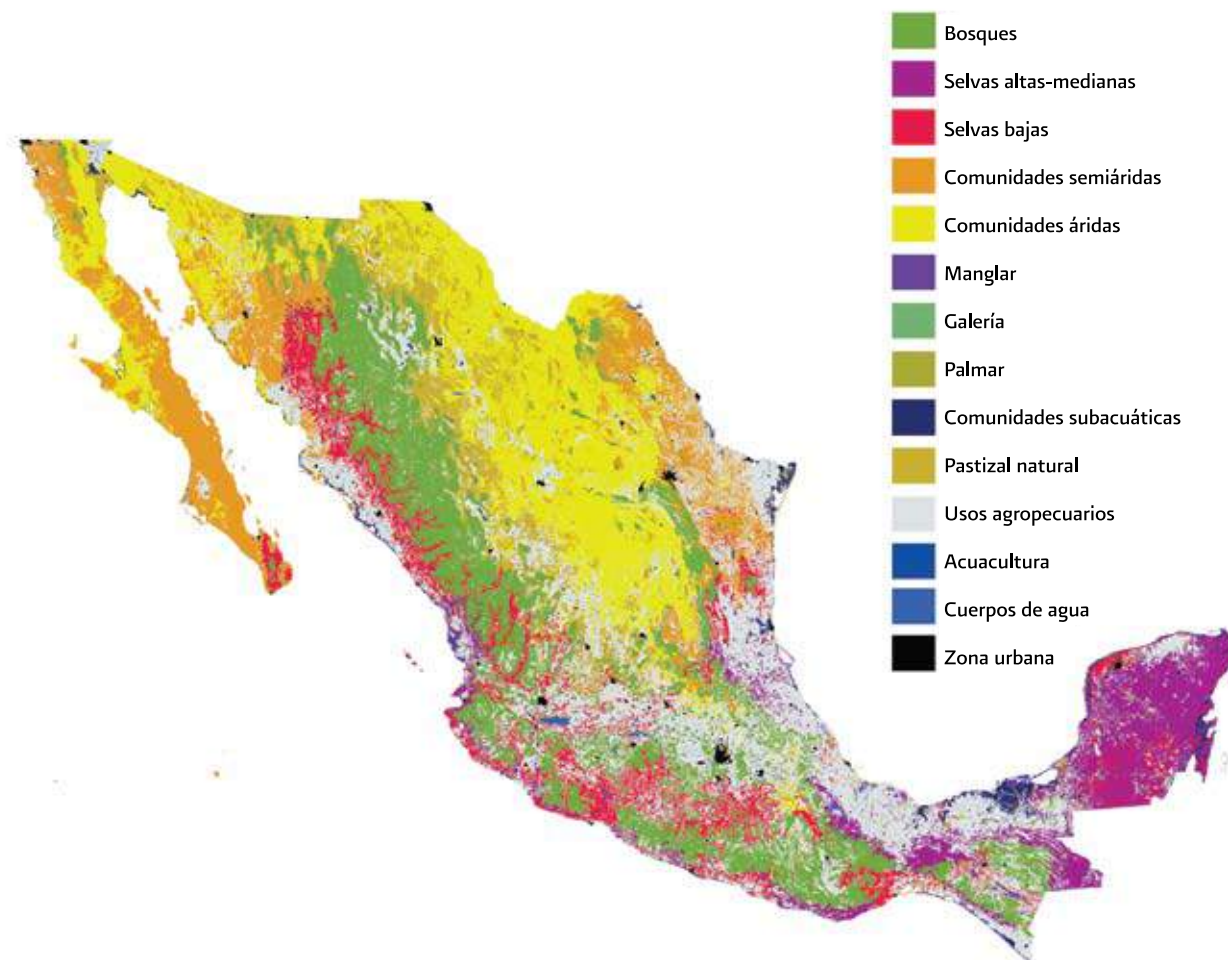 Bosques
Selvas altas-medianas
Selvas bajas
Comunidades semiáridas
Comunidades áridas
Manglar
Galería
Palmar
Comunidades subacuáticas
Pastizal natural
Usos agropecuarios
Acuacultura
Cuerpos de agua
Zona urbana